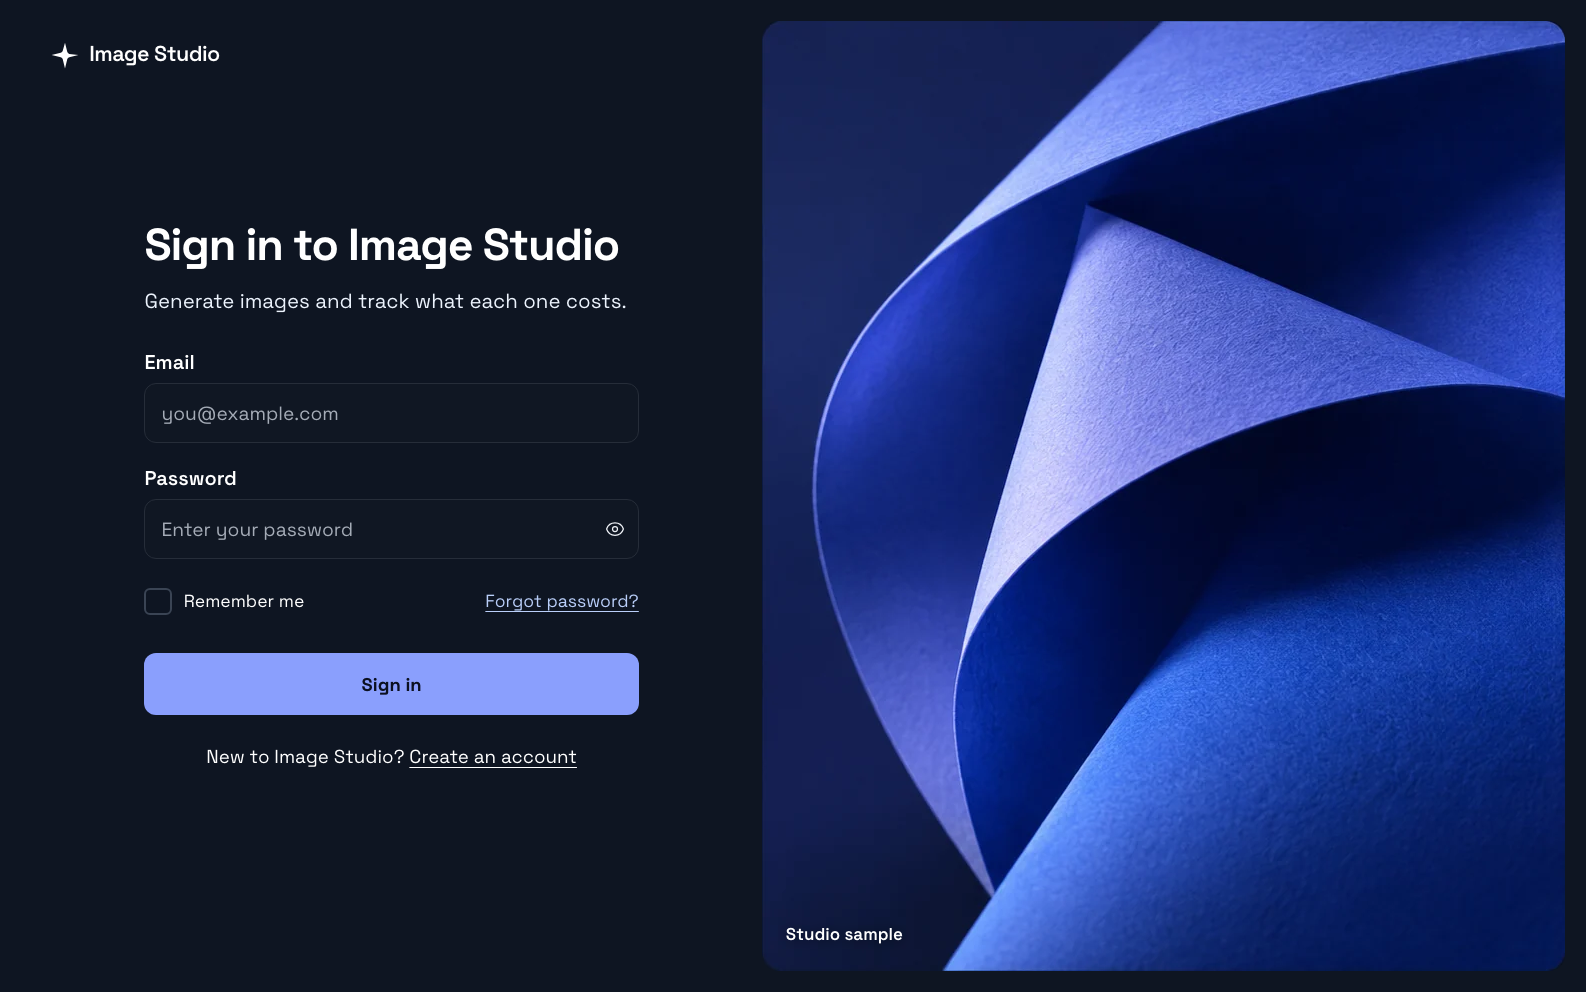 Image Studio
Sign in to Image Studio
Generate images and track what each one costs.
Email
you@example.com
Password
Enter your password
Remember me
Forgot password?
Sign in
New to Image Studio? Create an account
Studio sample